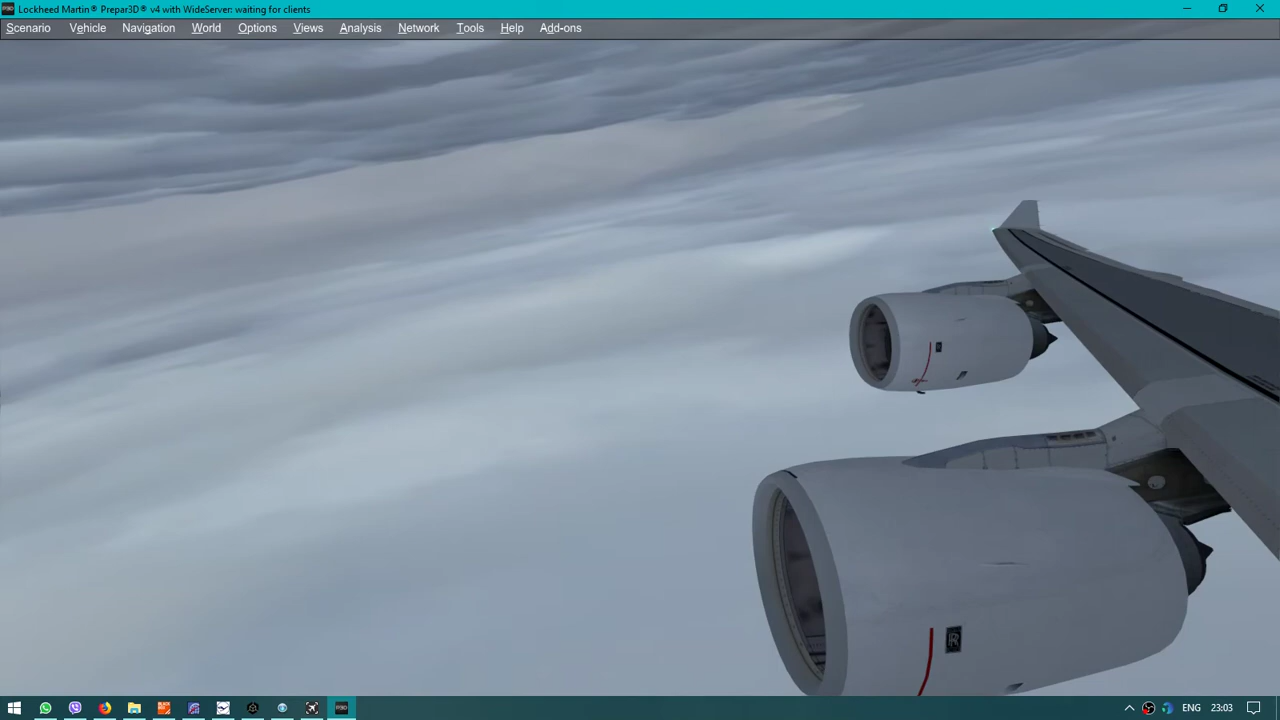 Lockheed Martin® Prepar3D® v4 with WideServer: waiting for clients
Scenario Vehicle Navigation World Options Views Analysis Network Tools Help Add-ons
RR
ENG 23:03